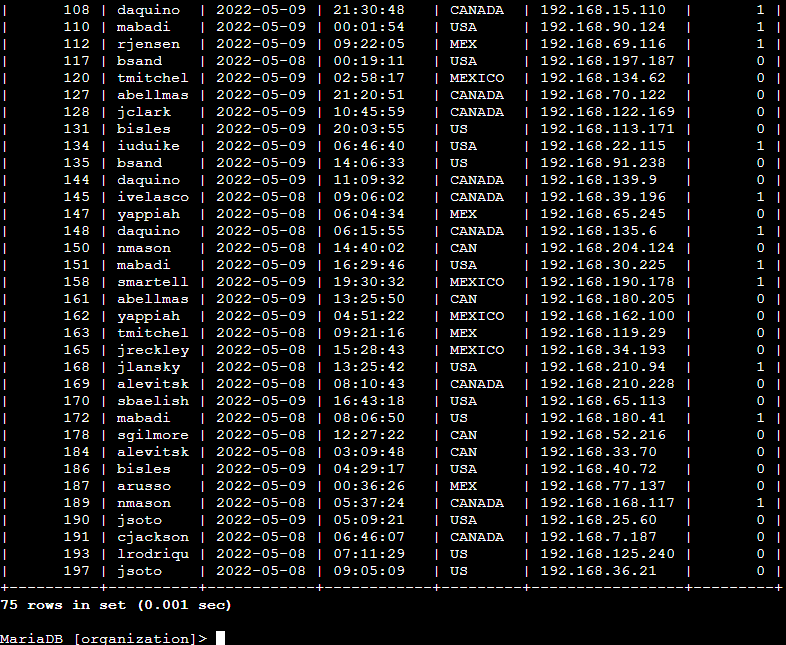 |       108 | daquino  | 2022-05-09 | 21:30:48   | CANADA  | 192.168.15.110  |       1 |
|       110 | mabadi   | 2022-05-09 | 00:01:54   | USA     | 192.168.90.124  |       1 |
|       112 | rjensen  | 2022-05-09 | 09:22:05   | MEX     | 192.168.69.116  |       1 |
|       117 | bsand    | 2022-05-08 | 00:19:11   | USA     | 192.168.197.187 |       0 |
|       120 | tmitchel | 2022-05-09 | 02:58:17   | MEXICO  | 192.168.134.62  |       0 |
|       127 | abellmas | 2022-05-09 | 21:20:51   | CANADA  | 192.168.70.122  |       0 |
|       128 | jclark   | 2022-05-09 | 10:45:59   | CANADA  | 192.168.122.169 |       0 |
|       131 | bisles   | 2022-05-09 | 20:03:55   | US      | 192.168.113.171 |       0 |
|       134 | iuduike  | 2022-05-09 | 06:46:40   | USA     | 192.168.22.115  |       1 |
|       135 | bsand    | 2022-05-09 | 14:06:33   | US      | 192.168.91.238  |       0 |
|       144 | daquino  | 2022-05-09 | 11:09:32   | CANADA  | 192.168.139.9   |       0 |
|       145 | ivelasco | 2022-05-08 | 09:06:02   | CANADA  | 192.168.39.196  |       1 |
|       147 | yappiah  | 2022-05-08 | 06:04:34   | MEX     | 192.168.65.245  |       0 |
|       148 | daquino  | 2022-05-08 | 06:15:55   | CANADA  | 192.168.135.6   |       1 |
|       150 | nmason   | 2022-05-08 | 14:40:02   | CAN     | 192.168.204.124 |       0 |
|       151 | mabadi   | 2022-05-09 | 16:29:46   | USA     | 192.168.30.225  |       1 |
|       158 | smartell | 2022-05-09 | 19:30:32   | MEXICO  | 192.168.190.178 |       1 |
|       161 | abellmas | 2022-05-09 | 13:25:50   | CAN     | 192.168.180.205 |       0 |
|       162 | yappiah  | 2022-05-09 | 04:51:22   | MEXICO  | 192.168.162.100 |       0 |
|       163 | tmitchel | 2022-05-08 | 09:21:16   | MEX     | 192.168.119.29  |       0 |
|       165 | jreckley | 2022-05-08 | 15:28:43   | MEXICO  | 192.168.34.193  |       0 |
|       168 | jlansky  | 2022-05-08 | 13:25:42   | USA     | 192.168.210.94  |       1 |
|       169 | alevitsk | 2022-05-08 | 08:10:43   | CANADA  | 192.168.210.228 |       0 |
|       170 | sbaelish | 2022-05-09 | 16:43:18   | USA     | 192.168.65.113  |       0 |
|       172 | mabadi   | 2022-05-08 | 08:06:50   | US      | 192.168.180.41  |       1 |
|       178 | sgilmore | 2022-05-08 | 12:27:22   | CAN     | 192.168.52.216  |       0 |
|       184 | alevitsk | 2022-05-08 | 03:09:48   | CAN     | 192.168.33.70   |       0 |
|       186 | bisles   | 2022-05-09 | 04:29:17   | USA     | 192.168.40.72   |       0 |
|       187 | arusso   | 2022-05-09 | 00:36:26   | MEX     | 192.168.77.137  |       0 |
|       189 | nmason   | 2022-05-08 | 05:37:24   | CANADA  | 192.168.168.117 |       1 |
|       190 | jsoto    | 2022-05-09 | 05:09:21   | USA     | 192.168.25.60   |       0 |
|       191 | cjackson | 2022-05-08 | 06:46:07   | CANADA  | 192.168.7.187   |       0 |
|       193 | lrodriqu | 2022-05-08 | 07:11:29   | US      | 192.168.125.240 |       0 |
|       197 | jsoto    | 2022-05-08 | 09:05:09   | US      | 192.168.36.21   |       0 |
+-----------+----------+------------+------------+---------+-----------------+---------+
75 rows in set (0.001 sec)
MariaDB [organization]>